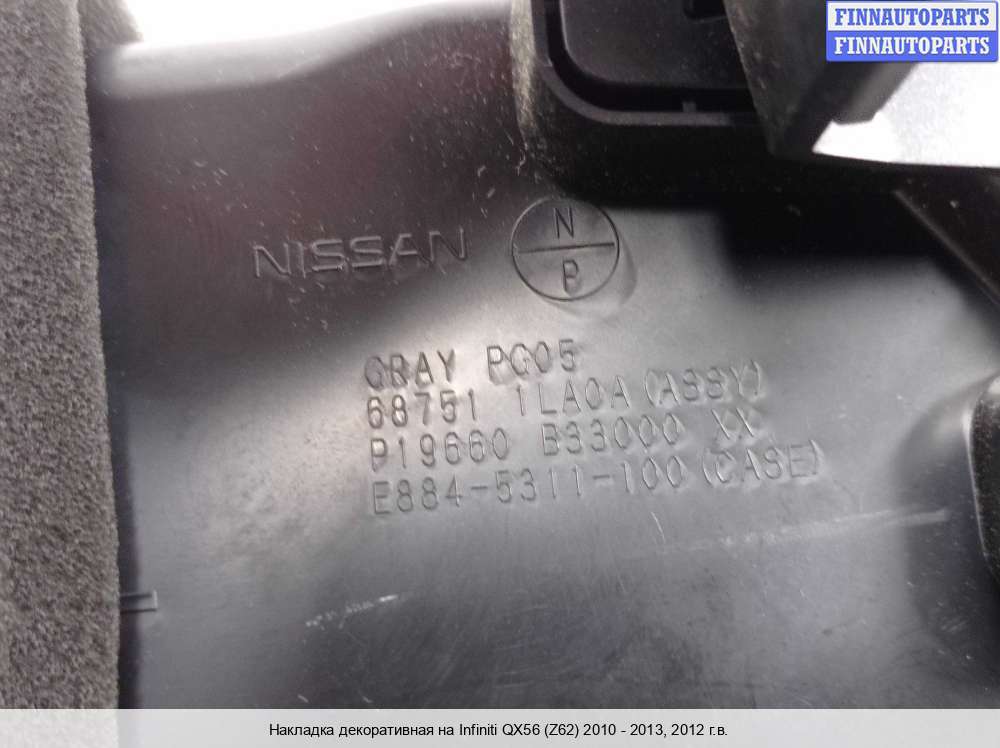 FINNAUTOPARTS
FINNAUTOPARTS
NISSAN
N
B
GRAY PG05
68751 1LA0A (ASSY)
P19660 B33000 XX
E884-5311-100 (CASE)
Накладка декоративная на Infiniti QX56 (Z62) 2010 - 2013, 2012 г.в.